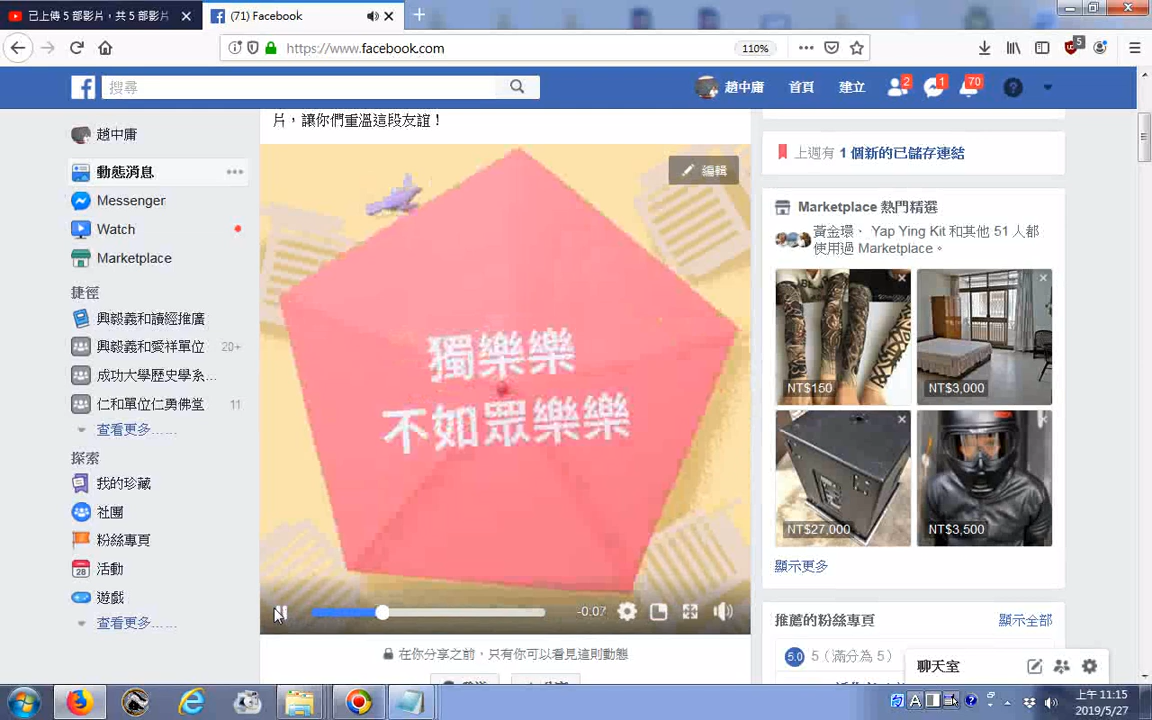 已上傳 5 部影片，共 5 部影片
(71) Facebook
https://www.facebook.com
110%
5
搜尋
趙中庸
首頁
建立
2
1
70
片，讓你們重溫這段友誼！
趙中庸
動態消息
Messenger
Watch
Marketplace
捷徑
興毅義和讀經推廣
興毅義和愛祥單位 20+
成功大學歷史學系...
仁和單位仁勇佛堂 11
查看更多……
探索
我的珍藏
社團
粉絲專頁
28 活動
遊戲
查看更多……
編輯
獨樂樂
不如眾樂樂
-0:07
在你分享之前，只有你可以看見這則動態
上週有 1 個新的已儲存連結
Marketplace 熱門精選
黃金環、 Yap Ying Kit 和其他 51 人都
使用過 Marketplace。
NT$150
NT$3,000
NT$27,000
NT$3,500
顯示更多
推薦的粉絲專頁
顯示全部
5.0 5（滿分為 5）
聊天室
上午 11:15
2019/5/27